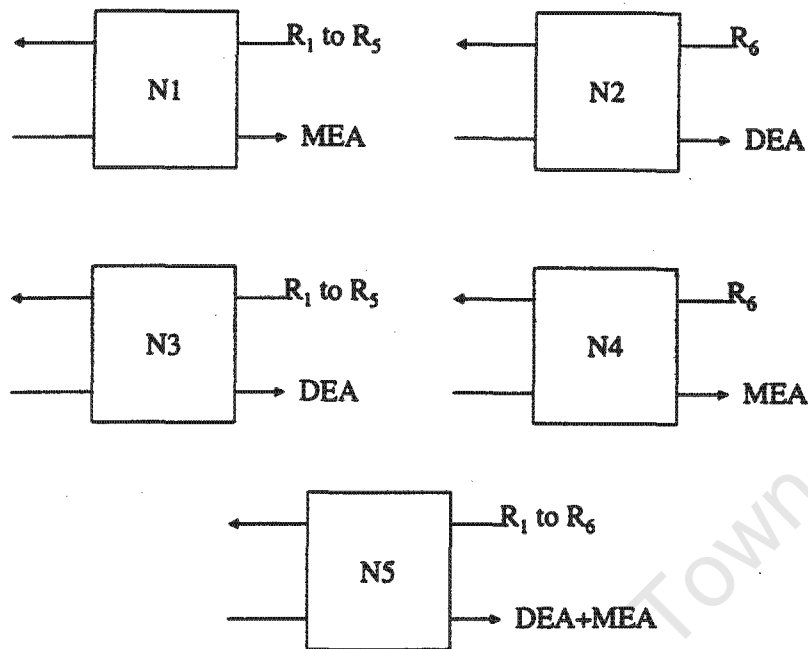 N1
R₁ to R₅
MEA
N2
R₆
DEA
N3
R₁ to R₅
DEA
N4
R₆
MEA
N5
R₁ to R₆
DEA+MEA
Town